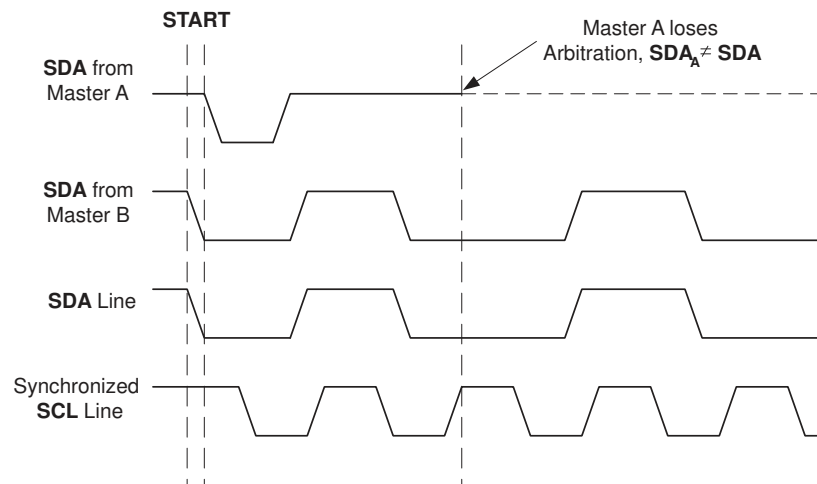 START
Master A loses
Arbitration, SDAA ≠ SDA
SDA from
Master A
SDA from
Master B
SDA Line
Synchronized
SCL Line